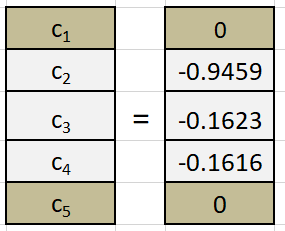 c₁ 0
c₂ -0.9459
c₃ = -0.1623
c₄ -0.1616
c₅ 0